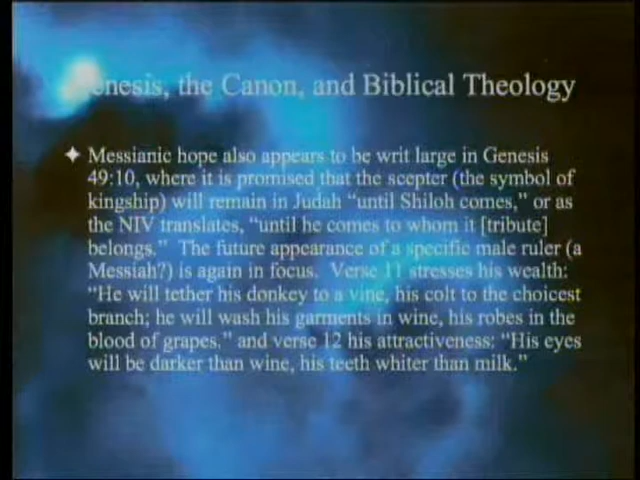 Genesis, the Canon, and Biblical Theology
Messianic hope also appears to be writ large in Genesis
49:10, where it is promised that the scepter (the symbol of
kingship) will remain in Judah “until Shiloh comes,” or as
the NIV translates, “until he comes to whom it [tribute]
belongs.” The future appearance of a specific male ruler (a
Messiah?) is again in focus. Verse 11 stresses his wealth:
“He will tether his donkey to a vine, his colt to the choicest
branch; he will wash his garments in wine, his robes in the
blood of grapes,” and verse 12 his attractiveness: “His eyes
will be darker than wine, his teeth whiter than milk.”